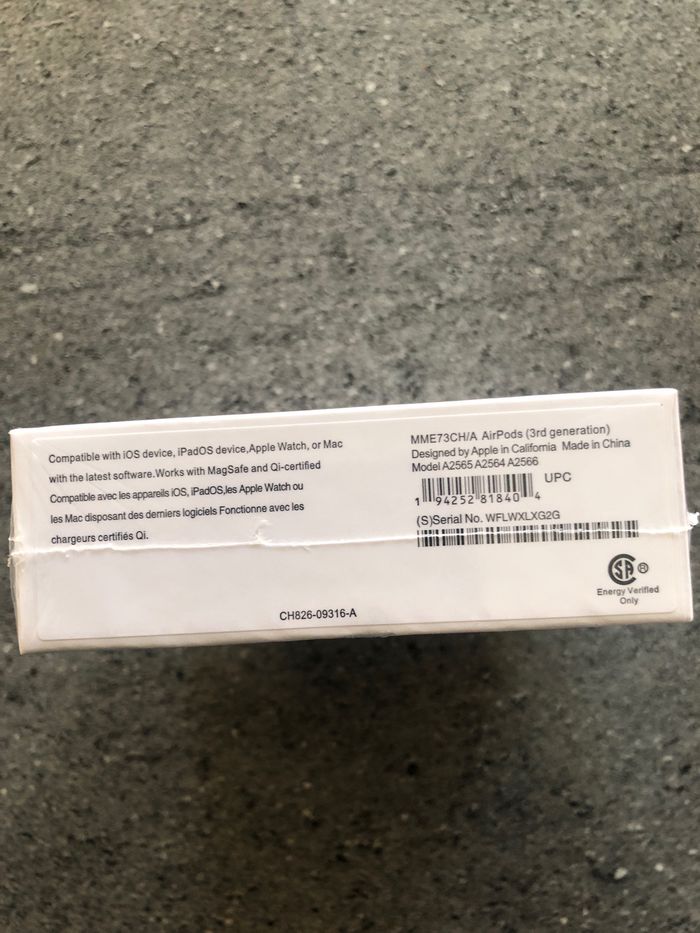 Compatible with iOS device, iPadOS device,Apple Watch, or Mac
with the latest software.Works with MagSafe and Qi-certified
Compatible avec les appareils iOS, iPadOS,les Apple Watch ou
les Mac disposant des derniers logiciels Fonctionne avec les
chargeurs certifiés Qi.
CH826-09316-A
MME73CH/A AirPods (3rd generation)
Designed by Apple in California Made in China
Model A2565 A2564 A2566
UPC
1 94252 81840 4
(S)Serial No. WFLWXLXG2G
SA ®
Energy Verified
Only